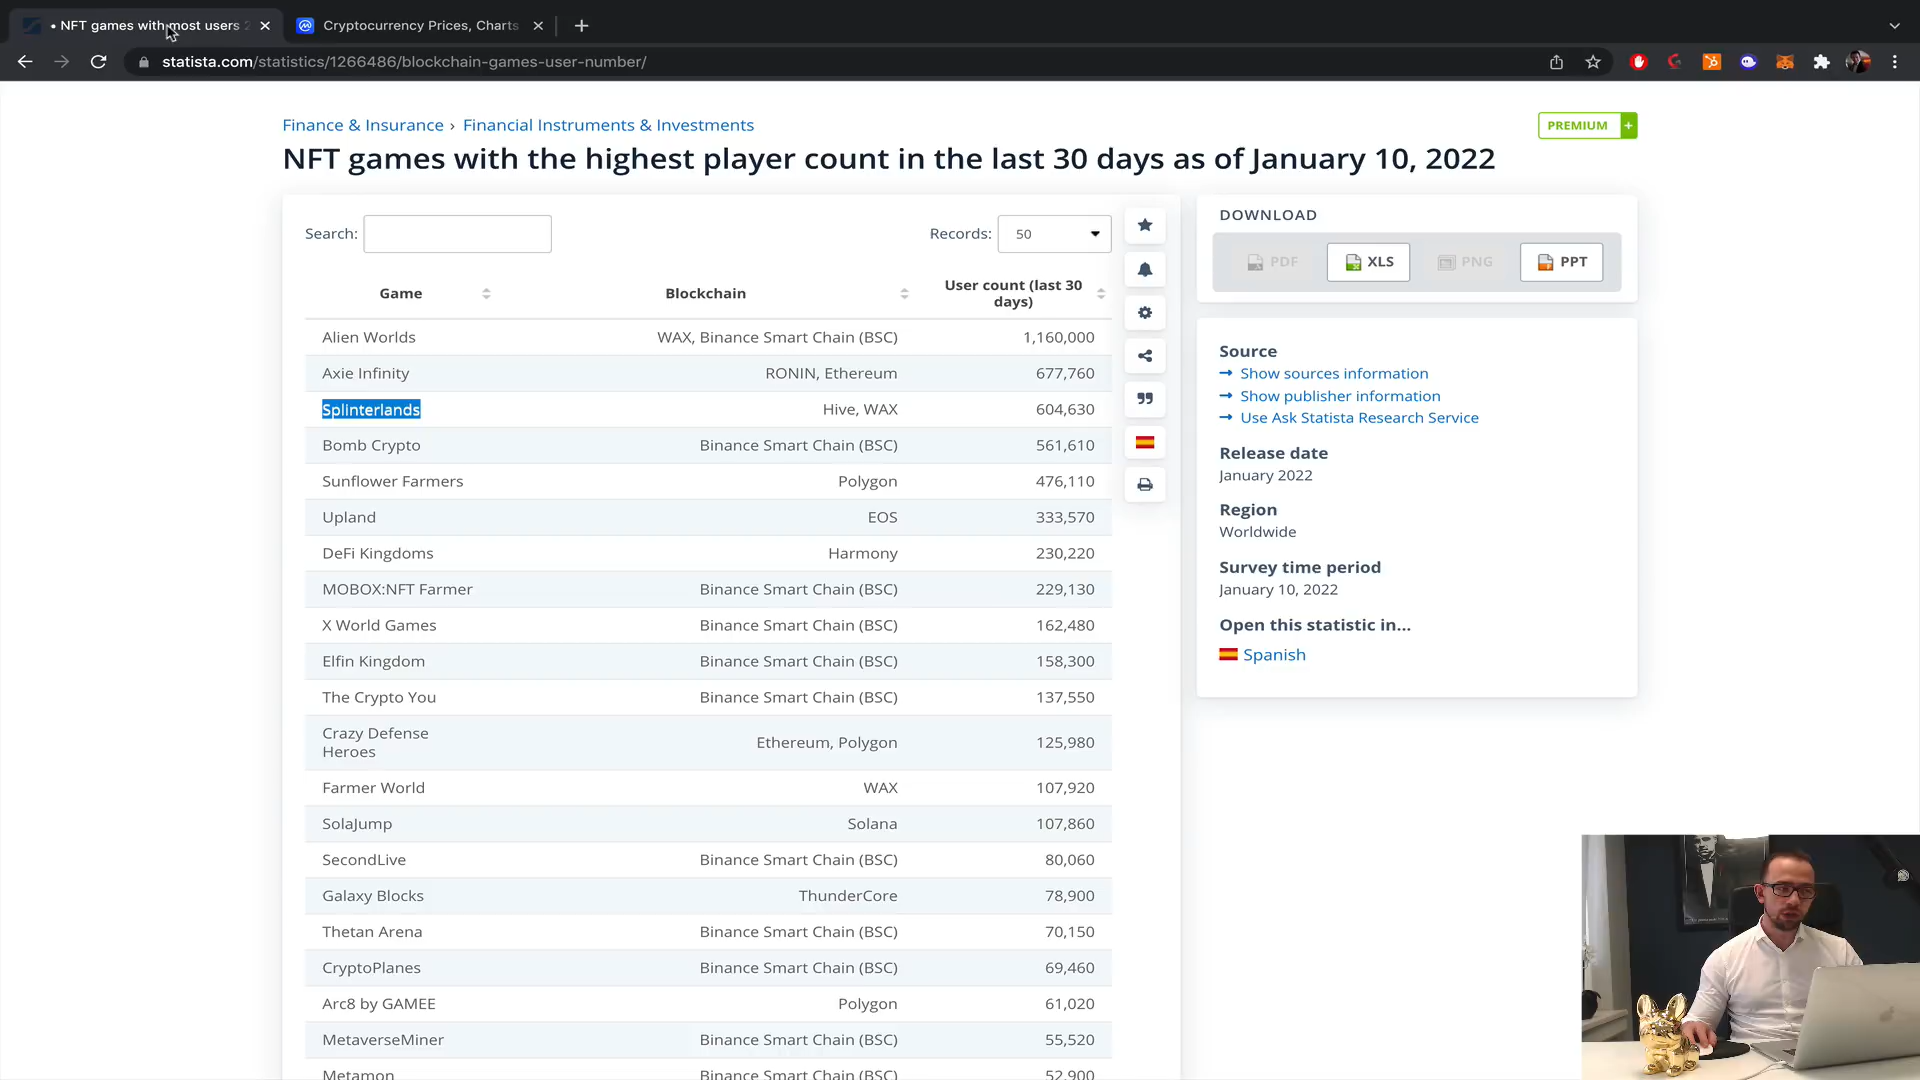 • NFT games with most users 2
Cryptocurrency Prices, Charts
statista.com/statistics/1266486/blockchain-games-user-number/
Finance & Insurance › Financial Instruments & Investments
PREMIUM +
NFT games with the highest player count in the last 30 days as of January 10, 2022
Search:
Records: 50
Game Blockchain User count (last 30
days)
Alien Worlds WAX, Binance Smart Chain (BSC) 1,160,000
Axie Infinity RONIN, Ethereum 677,760
Splinterlands Hive, WAX 604,630
Bomb Crypto Binance Smart Chain (BSC) 561,610
Sunflower Farmers Polygon 476,110
Upland EOS 333,570
DeFi Kingdoms Harmony 230,220
MOBOX:NFT Farmer Binance Smart Chain (BSC) 229,130
X World Games Binance Smart Chain (BSC) 162,480
Elfin Kingdom Binance Smart Chain (BSC) 158,300
The Crypto You Binance Smart Chain (BSC) 137,550
Crazy Defense
Heroes Ethereum, Polygon 125,980
Farmer World WAX 107,920
SolaJump Solana 107,860
SecondLive Binance Smart Chain (BSC) 80,060
Galaxy Blocks ThunderCore 78,900
Thetan Arena Binance Smart Chain (BSC) 70,150
CryptoPlanes Binance Smart Chain (BSC) 69,460
Arc8 by GAMEE Polygon 61,020
MetaverseMiner Binance Smart Chain (BSC) 55,520
Metamon Binance Smart Chain (BSC) 52,900
DOWNLOAD
PDF XLS PNG PPT
Source
→ Show sources information
→ Show publisher information
→ Use Ask Statista Research Service
Release date
January 2022
Region
Worldwide
Survey time period
January 10, 2022
Open this statistic in...
Spanish